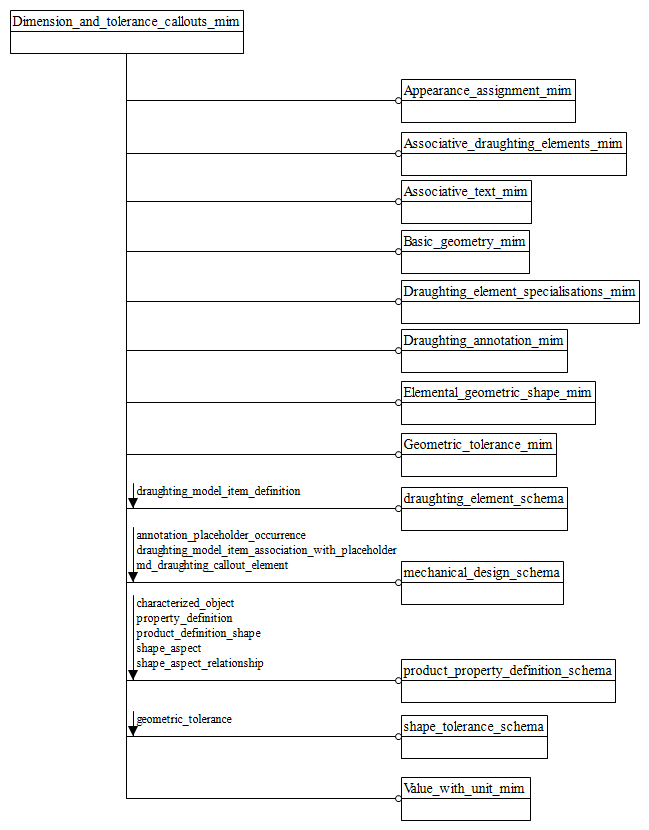 Dimension_and_tolerance_callouts_mim
Appearance_assignment_mim
Associative_draughting_elements_mim
Associative_text_mim
Basic_geometry_mim
Draughting_element_specialisations_mim
Draughting_annotation_mim
Elemental_geometric_shape_mim
Geometric_tolerance_mim
draughting_model_item_definition
draughting_element_schema
annotation_placeholder_occurrence
draughting_model_item_association_with_placeholder
md_draughting_callout_element
mechanical_design_schema
characterized_object
property_definition
product_definition_shape
shape_aspect
shape_aspect_relationship
product_property_definition_schema
geometric_tolerance
shape_tolerance_schema
Value_with_unit_mim